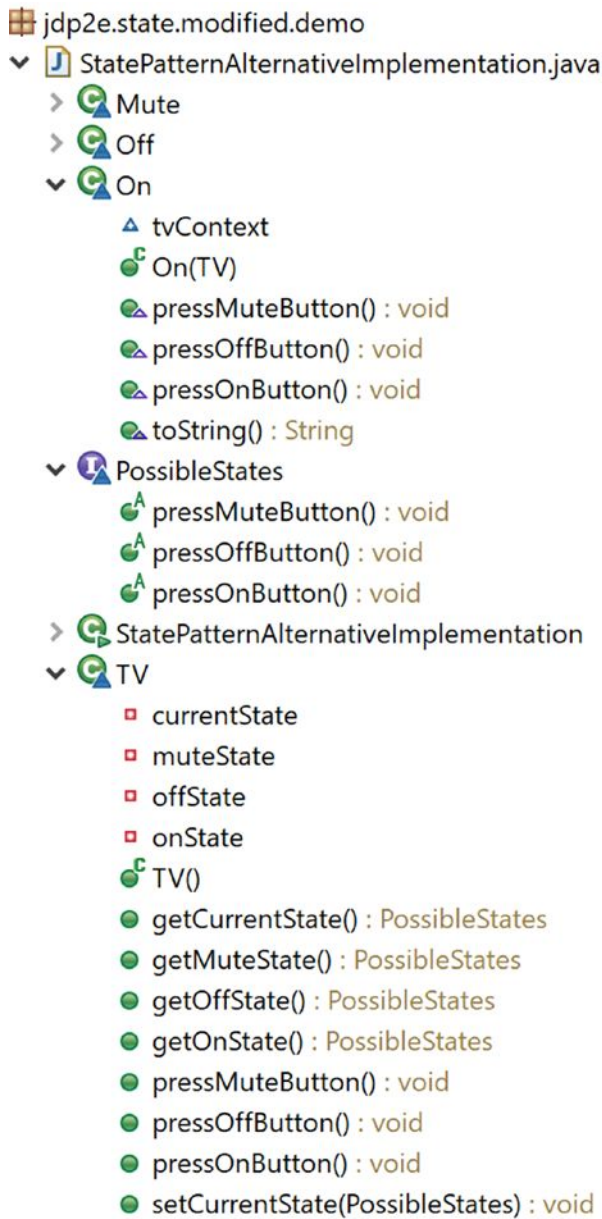 jdp2e.state.modified.demo
StatePatternAlternativeImplementation.java
Mute
Off
On
tvContext
On(TV)
pressMuteButton() : void
pressOffButton() : void
pressOnButton() : void
toString() : String
PossibleStates
pressMuteButton() : void
pressOffButton() : void
pressOnButton() : void
StatePatternAlternativeImplementation
TV
currentState
muteState
offState
onState
TV()
getCurrentState() : PossibleStates
getMuteState() : PossibleStates
getOffState() : PossibleStates
getOnState() : PossibleStates
pressMuteButton() : void
pressOffButton() : void
pressOnButton() : void
setCurrentState(PossibleStates) : void